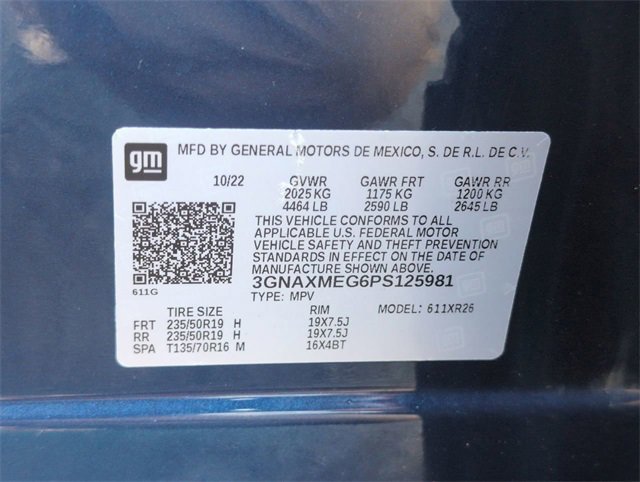 gm MFD BY GENERAL MOTORS DE MEXICO, S. DE R.L. DE C.V.
10/22 GVWR GAWR FRT GAWR RR
2025 KG 1175 KG 1200 KG
4464 LB 2590 LB 2645 LB
THIS VEHICLE CONFORMS TO ALL
APPLICABLE U.S. FEDERAL MOTOR
VEHICLE SAFETY AND THEFT PREVENTION
STANDARDS IN EFFECT ON THE DATE OF
MANUFACTURE SHOWN ABOVE.
611G 3GNAXMEG6PS125981
TYPE: MPV MODEL: 611XR26
TIRE SIZE RIM
FRT 235/50R19 H 19X7.5J
RR 235/50R19 H 19X7.5J
SPA T135/70R16 M 16X4BT